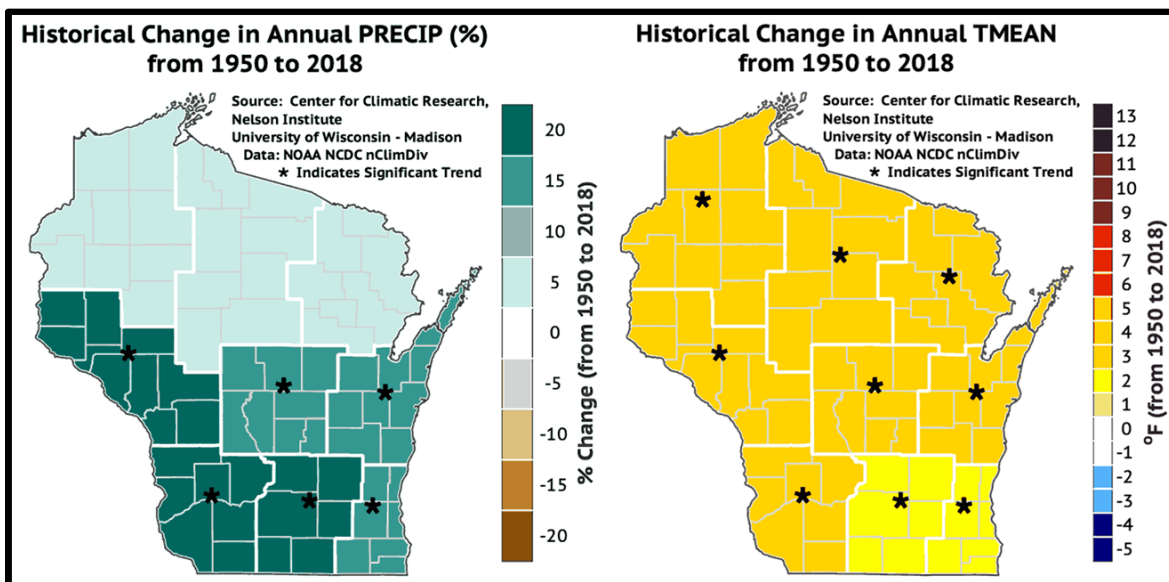 Historical Change in Annual PRECIP (%)
from 1950 to 2018
Source: Center for Climatic Research,
Nelson Institute
University of Wisconsin - Madison
Data: NOAA NCDC nClimDiv
* Indicates Significant Trend
20
15
10
5
0
-5
-10
-15
-20
% Change (from 1950 to 2018)
Historical Change in Annual TMEAN
from 1950 to 2018
Source: Center for Climatic Research,
Nelson Institute
University of Wisconsin - Madison
Data: NOAA NCDC nClimDiv
* Indicates Significant Trend
13
12
11
10
9
8
7
6
5
4
3
2
1
0
-1
-2
-3
-4
-5
°F (from 1950 to 2018)